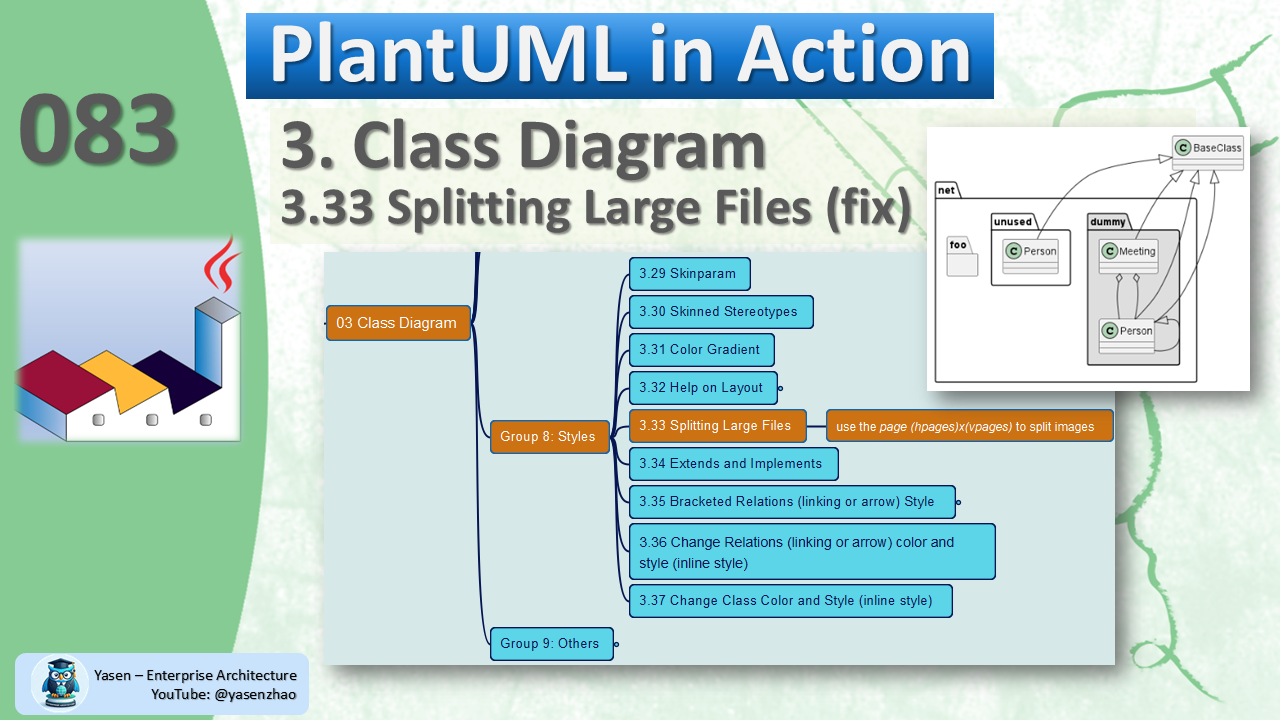 PlantUML in Action
083
3. Class Diagram
3.33 Splitting Large Files (fix)
C BaseClass
net
unused
dummy
foo
C Person
C Meeting
C Person
03 Class Diagram
Group 8: Styles
3.29 Skinparam
3.30 Skinned Stereotypes
3.31 Color Gradient
3.32 Help on Layout
3.33 Splitting Large Files
use the page (hpages)x(vpages) to split images
3.34 Extends and Implements
3.35 Bracketed Relations (linking or arrow) Style
3.36 Change Relations (linking or arrow) color and
style (inline style)
3.37 Change Class Color and Style (inline style)
Group 9: Others
Yasen – Enterprise Architecture
YouTube: @yasenzhao